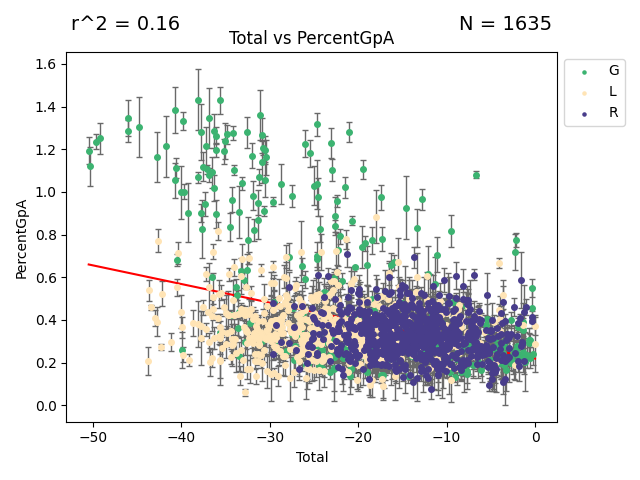 r^2 = 0.16
N = 1635
Total vs PercentGpA
G
L
R
PercentGpA
1.6
1.4
1.2
1.0
0.8
0.6
0.4
0.2
0.0
−50 −40 −30 −20 −10 0
Total